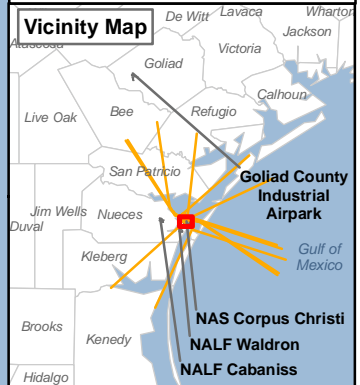 Vicinity Map
De Witt
Lavaca
Wharton
Jackson
Atascosa
Goliad
Victoria
Calhoun
Live Oak
Bee
Refugio
San Patricio
Goliad County
Industrial
Airpark
Jim Wells
Nueces
Duval
Gulf of
Mexico
Kleberg
NAS Corpus Christi
Brooks
NALF Waldron
Kenedy
NALF Cabaniss
Hidalgo